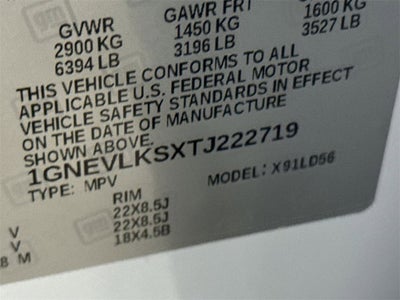 GVWR GAWR FRT
2900 KG 1450 KG 1600 KG
6394 LB 3196 LB 3527 LB
THIS VEHICLE CONFORMS TO ALL
APPLICABLE U.S. FEDERAL MOTOR
VEHICLE SAFETY STANDARDS IN EFFECT
ON THE DATE OF MANUFACTURE
SHOWN ABOVE.
1GNEVLKSXTJ222719
TYPE: MPV MODEL: X91LD56
RIM
22X8.5J
V 22X8.5J
V 18X4.5B
8 M